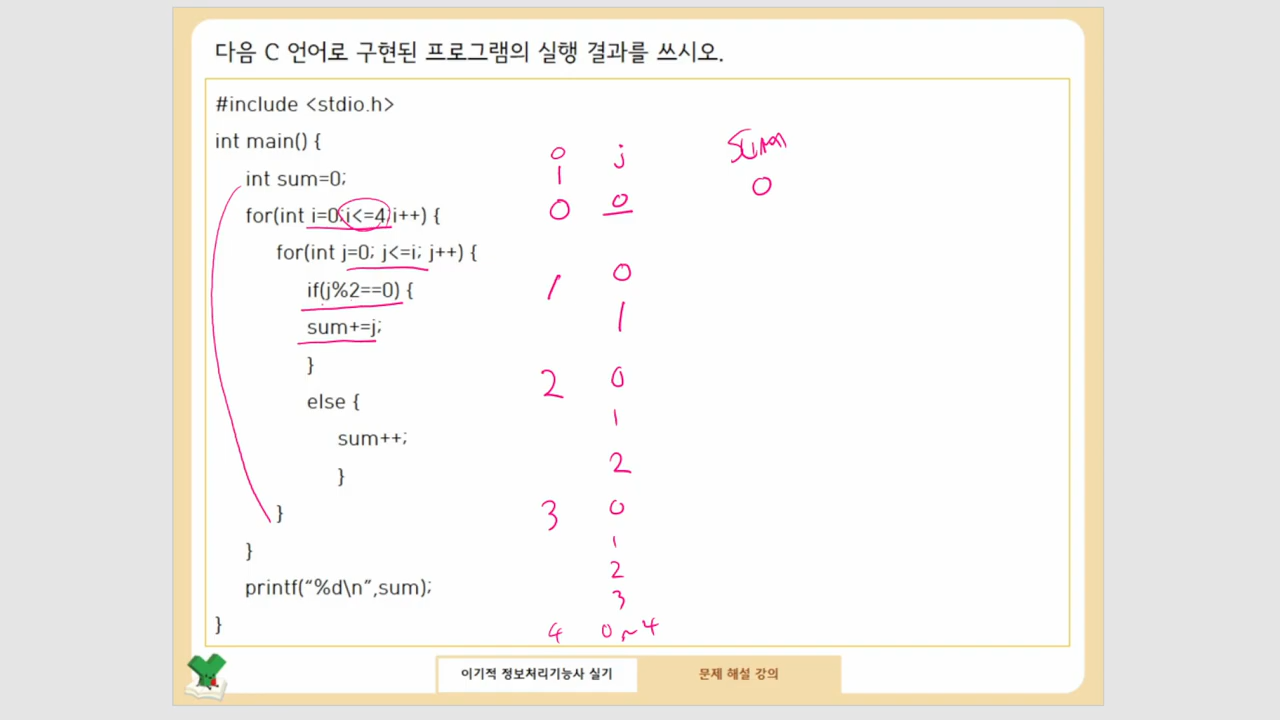 다음 C 언어로 구현된 프로그램의 실행 결과를 쓰시오.
#include <stdio.h>
int main() {
int sum=0;
for(int i=0;i<=4;i++) {
for(int j=0; j<=i; j++) {
if(j%2==0) {
sum+=j;
}
else {
sum++;
}
}
}
printf("%d\n",sum);
}
i j sum
0 0 0
1 0
1
2 0
1
2
3 0
1
2
3
4 0~4
이기적 정보처리기능사 실기
문제 해설 강의